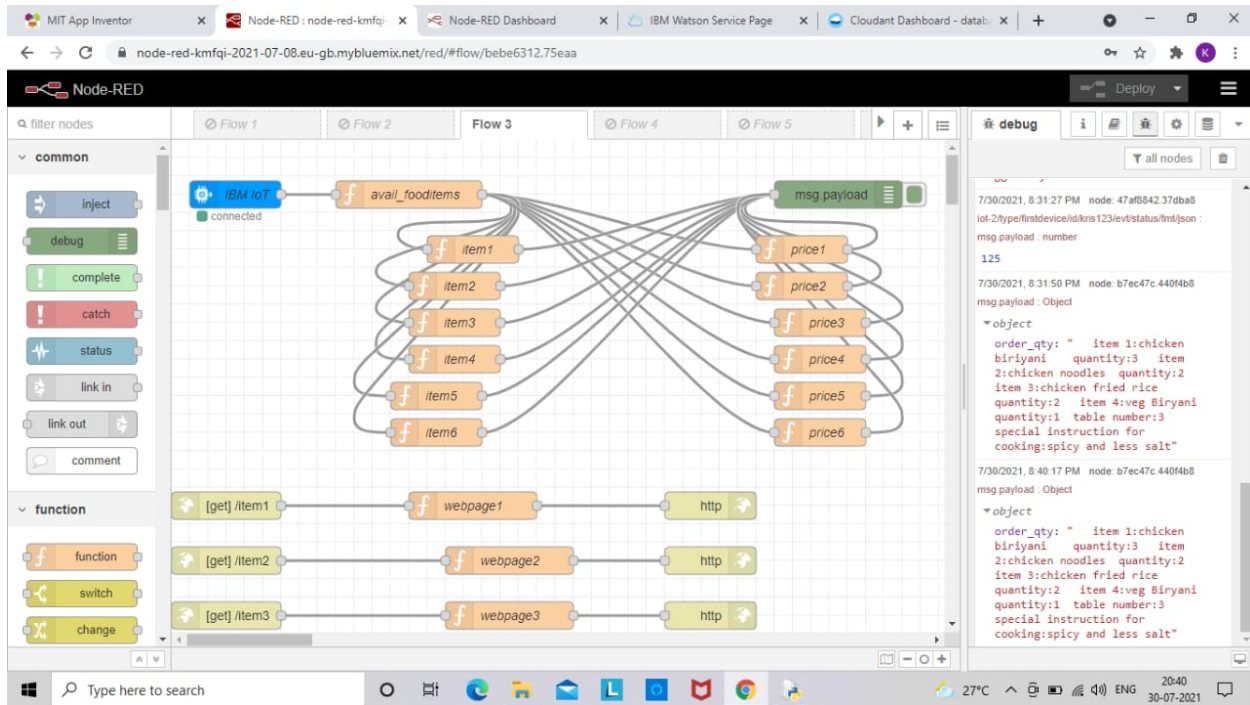 MIT App Inventor
Node-RED : node-red-kmfqi-
Node-RED Dashboard
IBM Watson Service Page
Cloudant Dashboard - datab
node-red-kmfqi-2021-07-08.eu-gb.mybluemix.net/red/#flow/bebe6312.75eaa
K
Node-RED
Deploy
filter nodes
Flow 1
Flow 2
Flow 3
Flow 4
Flow 5
debug
i
all nodes
common
inject
debug
complete
catch
status
link in
link out
comment
function
function
switch
change
IBM IoT
connected
avail_fooditems
msg.payload
item1
price1
item2
price2
item3
price3
item4
price4
item5
price5
item6
price6
[get] /item1
webpage1
http
[get] /item2
webpage2
http
[get] /item3
webpage3
http
7/30/2021, 8:31:27 PM node: 47af8842.37dba8
iot-2/type/firstdevice/id/kris123/evt/status/fmt/json :
msg.payload : number
125
7/30/2021, 8:31:50 PM node: b7ec47c.440f4b8
msg.payload : Object
object
order_qty: " item 1:chicken
biriyani quantity:3 item
2:chicken noodles quantity:2
item 3:chicken fried rice
quantity:2 item 4:veg Biryani
quantity:1 table number:3
special instruction for
cooking:spicy and less salt"
7/30/2021, 8:40:17 PM node: b7ec47c.440f4b8
msg.payload : Object
object
order_qty: " item 1:chicken
biriyani quantity:3 item
2:chicken noodles quantity:2
item 3:chicken fried rice
quantity:2 item 4:veg Biryani
quantity:1 table number:3
special instruction for
cooking:spicy and less salt"
Type here to search
L
27°C
ENG
20:40
30-07-2021